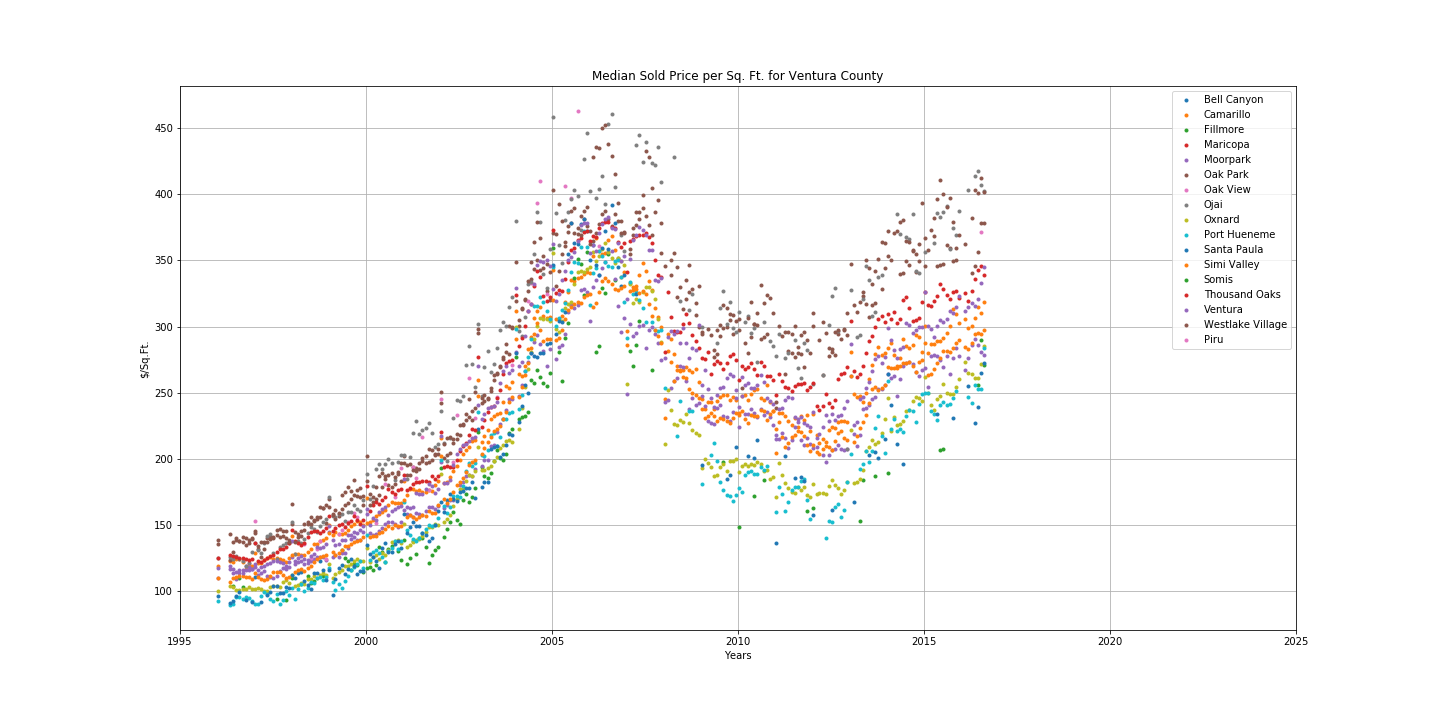 Median Sold Price per Sq. Ft. for Ventura County
450
400
350
300
250
200
150
100
$/Sq.Ft.
1995 2000 2005 2010 2015 2020 2025
Years
Bell Canyon
Camarillo
Fillmore
Maricopa
Moorpark
Oak Park
Oak View
Ojai
Oxnard
Port Hueneme
Santa Paula
Simi Valley
Somis
Thousand Oaks
Ventura
Westlake Village
Piru